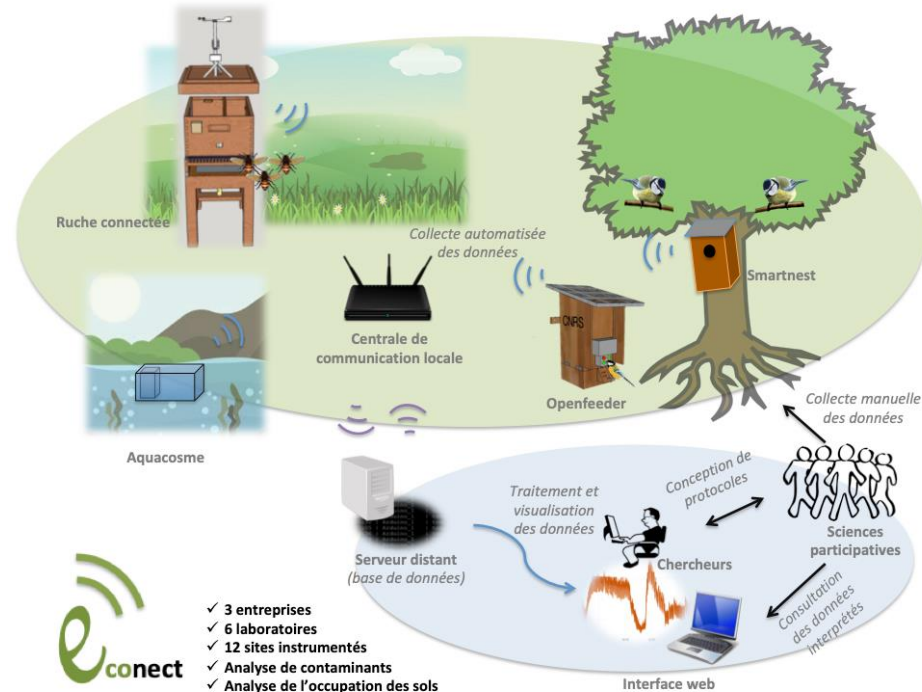 Ruche connectée
Collecte automatisée
des données
Smartnest
CNRS
Centrale de
communication locale
Openfeeder
Aquacosme
Collecte manuelle
des données
Conception de
protocoles
Traitement et
visualisation
des données
Sciences
participatives
Serveur distant
(base de données)
Chercheurs
Consultation
des données
interprétés
Interface web
econect
✓ 3 entreprises
✓ 6 laboratoires
✓ 12 sites instrumentés
✓ Analyse de contaminants
✓ Analyse de l'occupation des sols